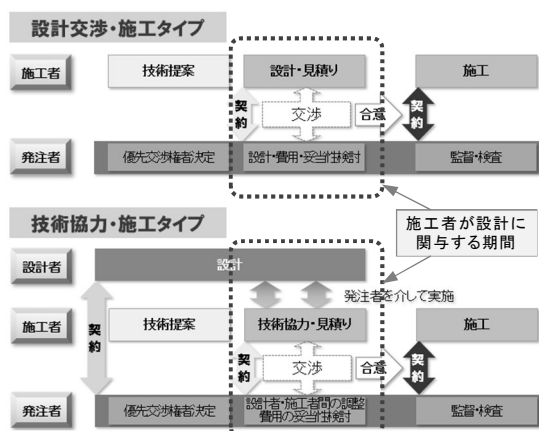 設計交渉・施工タイプ
施工者
技術提案
設計・見積り
施工
契約
交渉
合意
契約
発注者
優先交渉権者決定
設計・費用・妥当性検討
監督・検査
施工者が設計に
関与する期間
技術協力・施工タイプ
設計者
設計
発注者を介して実施
施工者
契約
技術提案
技術協力・見積り
施工
契約
交渉
合意
契約
発注者
優先交渉権者決定
設計者・施工者間の調整
費用の妥当性検討
監督・検査